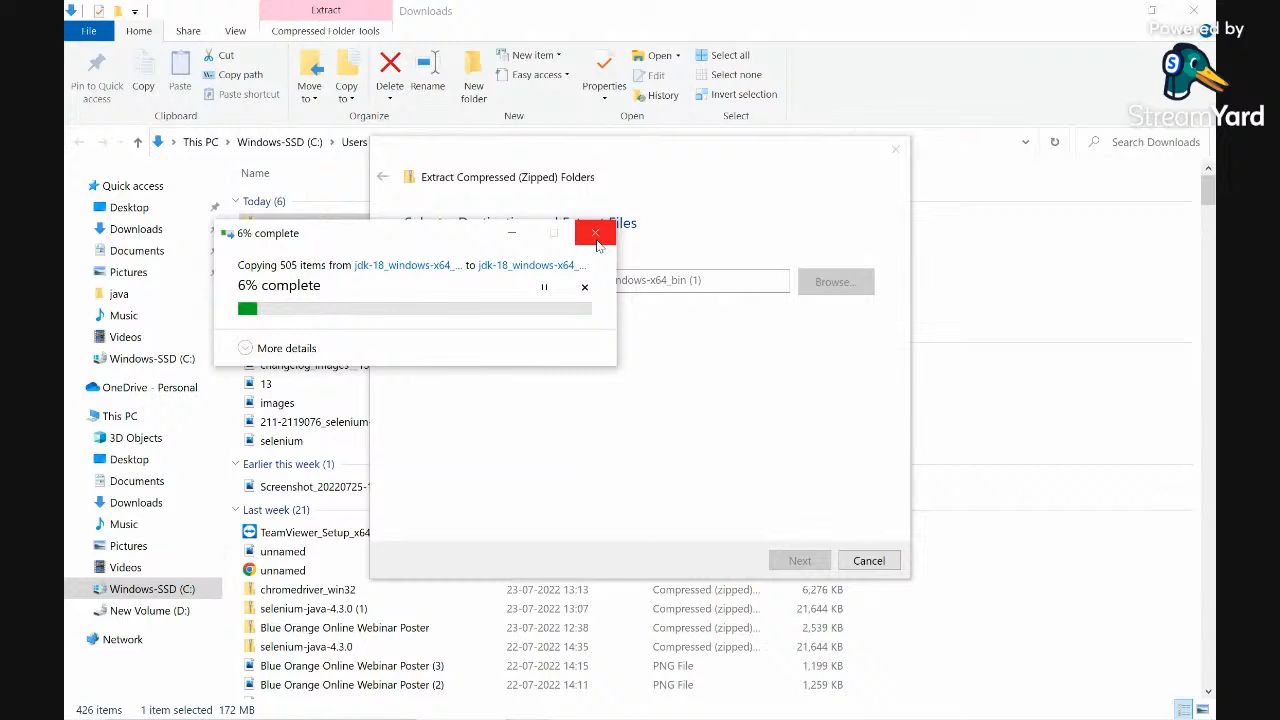 Extract
Downloads
File
Home
Share
View
Compressed Folder Tools
Powered by
StreamYard
Pin to Quick access
Copy
Paste
Cut
Copy path
Paste shortcut
Clipboard
Move to
Copy to
Delete
Rename
Organize
New folder
New item
Easy access
New
Properties
Open
Edit
History
Open
Select all
Select none
Invert selection
Select
This PC
Windows-SSD (C:)
Users
Search Downloads
Quick access
Desktop
Downloads
Documents
Pictures
java
Music
Videos
Windows-SSD (C:)
OneDrive - Personal
This PC
3D Objects
Desktop
Documents
Downloads
Music
Pictures
Videos
Windows-SSD (C:)
New Volume (D:)
Network
Name
Today (6)
Extract Compressed (Zipped) Folders
Files
ndows-x64_bin (1)
Browse...
6% complete
Copying 505 items from jdk-18_windows-x64_... to jdk-18_windows-x64_...
6% complete
More details
13
images
211-2119076_selenium-
selenium
Earlier this week (1)
Screenshot_20220725-1
Last week (21)
TeamViewer_Setup_x64
unnamed
unnamed
Next
Cancel
chromedriver_win32 23-07-2022 13:13 Compressed (zipped)... 6,276 KB
selenium-java-4.3.0 (1) 23-07-2022 13:07 Compressed (zipped)... 21,644 KB
Blue Orange Online Webinar Poster 23-07-2022 12:38 Compressed (zipped)... 2,539 KB
selenium-java-4.3.0 22-07-2022 14:35 Compressed (zipped)... 21,644 KB
Blue Orange Online Webinar Poster (3) 22-07-2022 14:15 PNG File 1,199 KB
Blue Orange Online Webinar Poster (2) 22-07-2022 14:11 PNG File 1,259 KB
426 items
1 item selected 172 MB